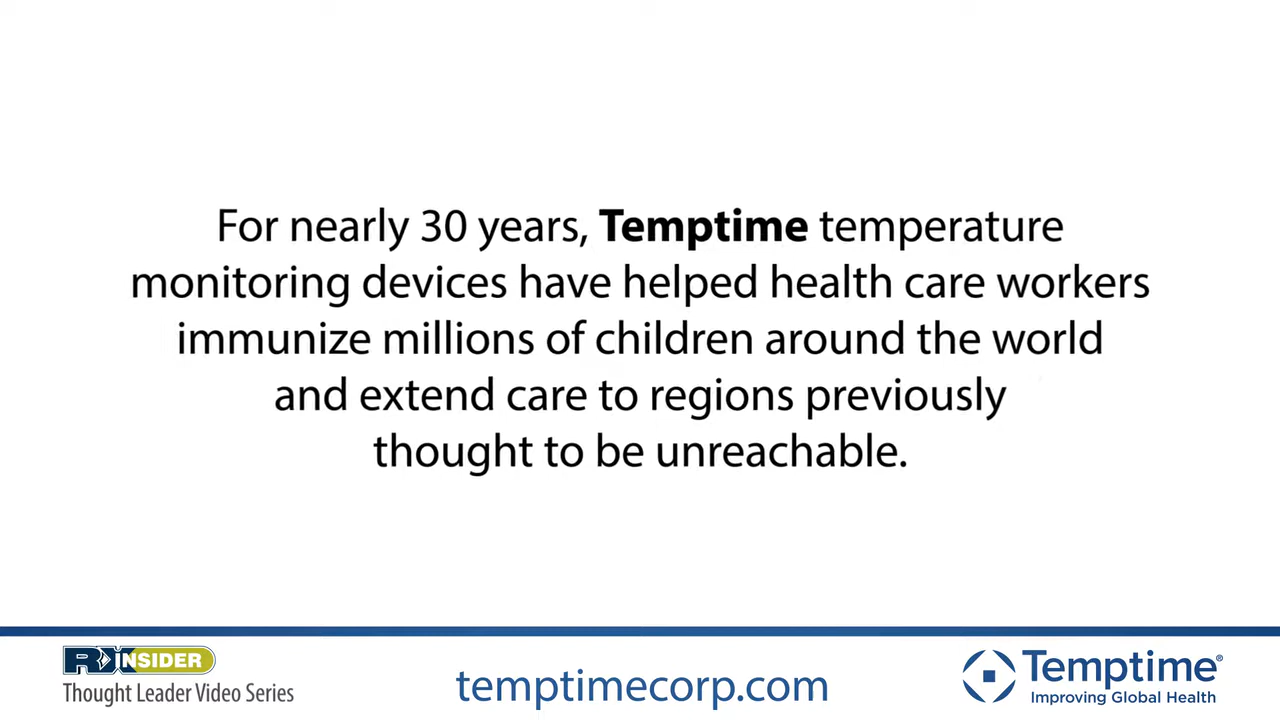 For nearly 30 years, Temptime temperature
monitoring devices have helped health care workers
immunize millions of children around the world
and extend care to regions previously
thought to be unreachable.
RXINSIDER
Thought Leader Video Series
temptimecorp.com
Temptime®
Improving Global Health